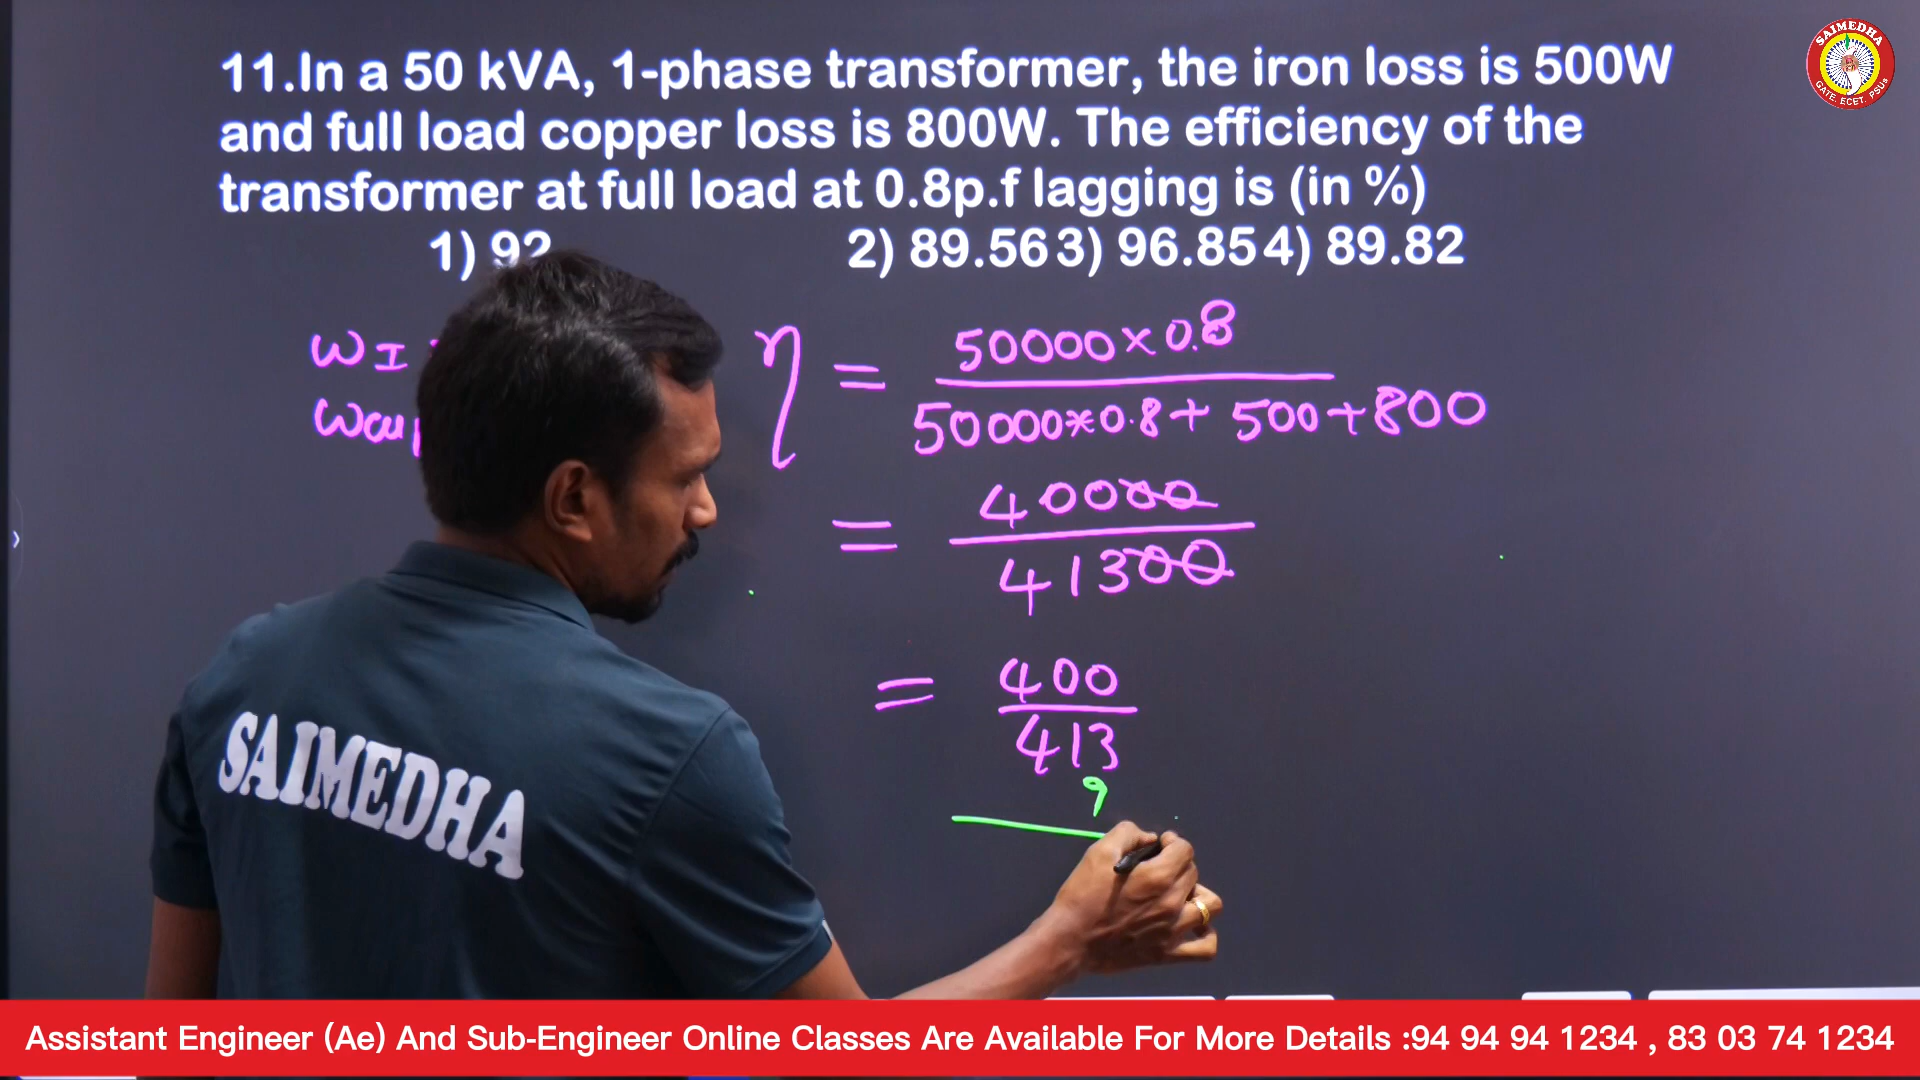 SAIMEDHA
GATE. ECET. PSUs
11.In a 50 kVA, 1-phase transformer, the iron loss is 500W
and full load copper loss is 800W. The efficiency of the
transformer at full load at 0.8p.f lagging is (in %)
1) 92 2) 89.56 3) 96.85 4) 89.82
WI
η = 50000×0.8
50000*0.8+ 500+800
= 40000
41300
= 400
413
9
SAIMEDHA
Assistant Engineer (Ae) And Sub-Engineer Online Classes Are Available For More Details :94 94 94 1234 , 83 03 74 1234